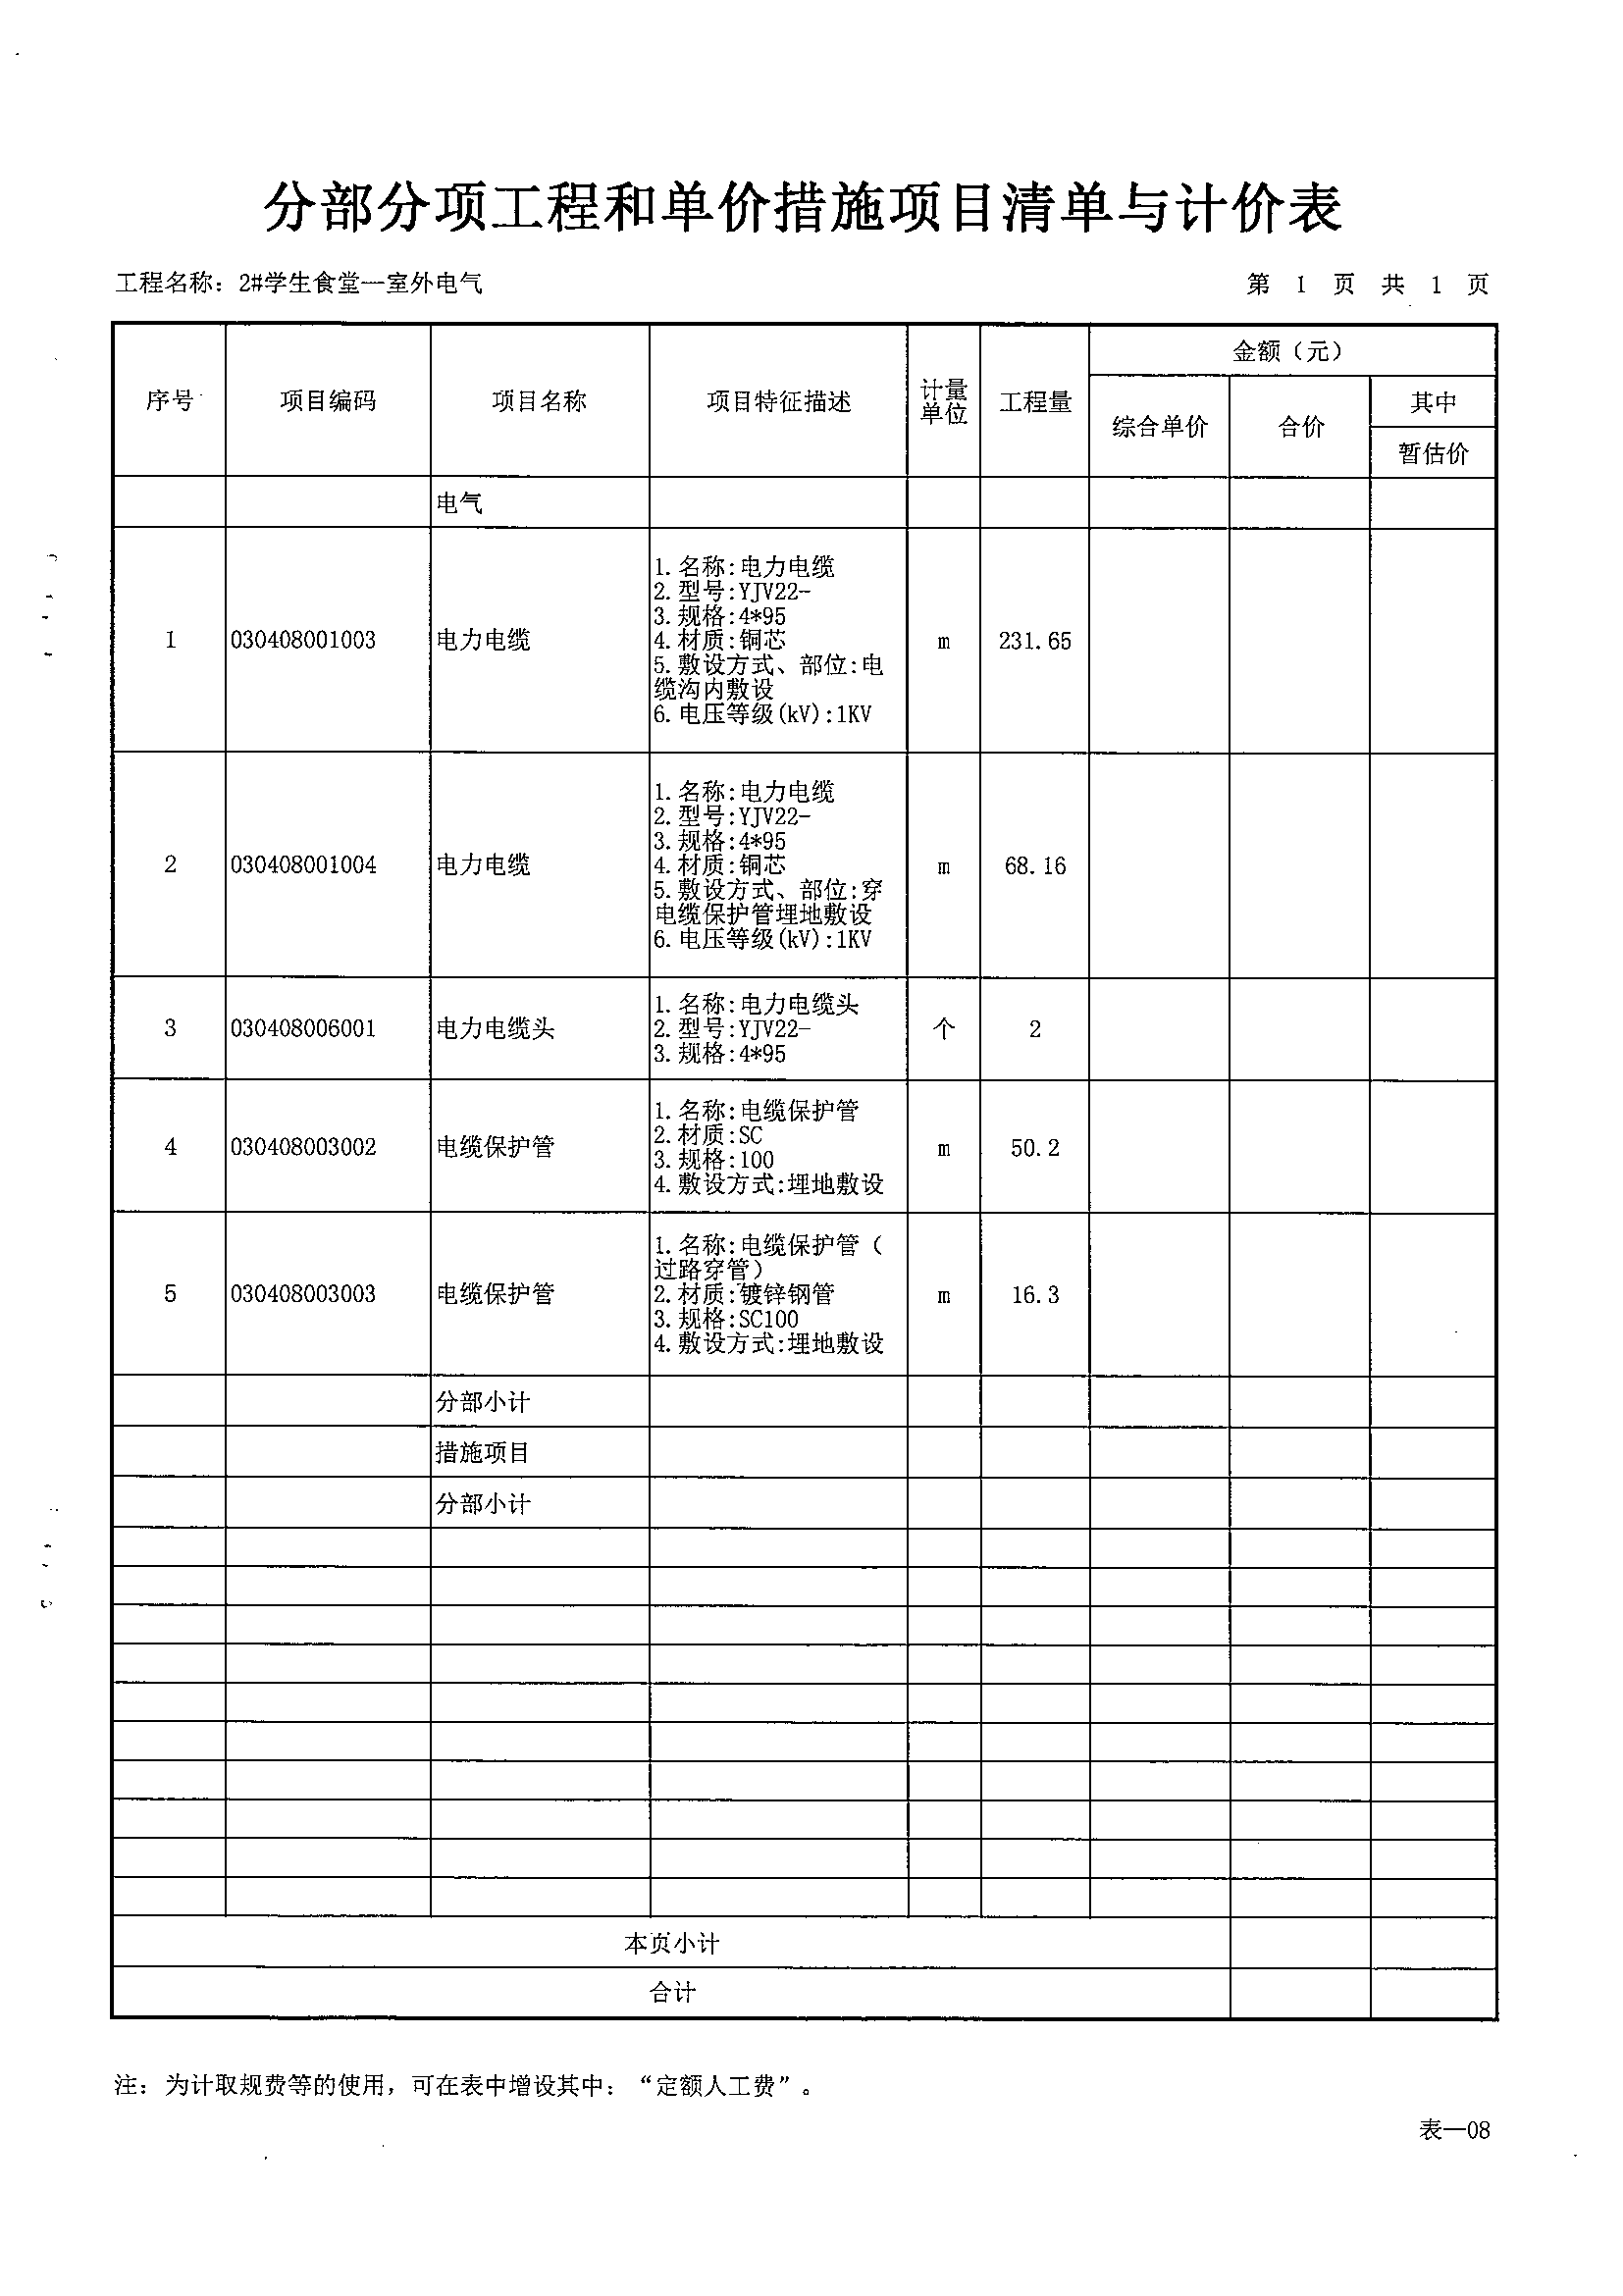 分部分项工程和单价措施项目清单与计价表
工程名称：2#学生食堂—室外电气
第 1 页 共 1 页
序号 项目编码 项目名称 项目特征描述 计量单位 工程量 金额（元）
综合单价 合价 其中
暂估价
电气
1 030408001003 电力电缆 m 231.65
1.名称:电力电缆
2.型号:YJV22-
3.规格:4*95
4.材质:铜芯
5.敷设方式、部位:电
缆沟内敷设
6.电压等级(kV):1KV
2 030408001004 电力电缆 m 68.16
1.名称:电力电缆
2.型号:YJV22-
3.规格:4*95
4.材质:铜芯
5.敷设方式、部位:穿
电缆保护管埋地敷设
6.电压等级(kV):1KV
3 030408006001 电力电缆头 个 2
1.名称:电力电缆头
2.型号:YJV22-
3.规格:4*95
4 030408003002 电缆保护管 m 50.2
1.名称:电缆保护管
2.材质:SC
3.规格:100
4.敷设方式:埋地敷设
5 030408003003 电缆保护管 m 16.3
1.名称:电缆保护管（
过路穿管）
2.材质:镀锌钢管
3.规格:SC100
4.敷设方式:埋地敷设
分部小计
措施项目
分部小计
本页小计
合计
注：为计取规费等的使用，可在表中增设其中：“定额人工费”。
表—08